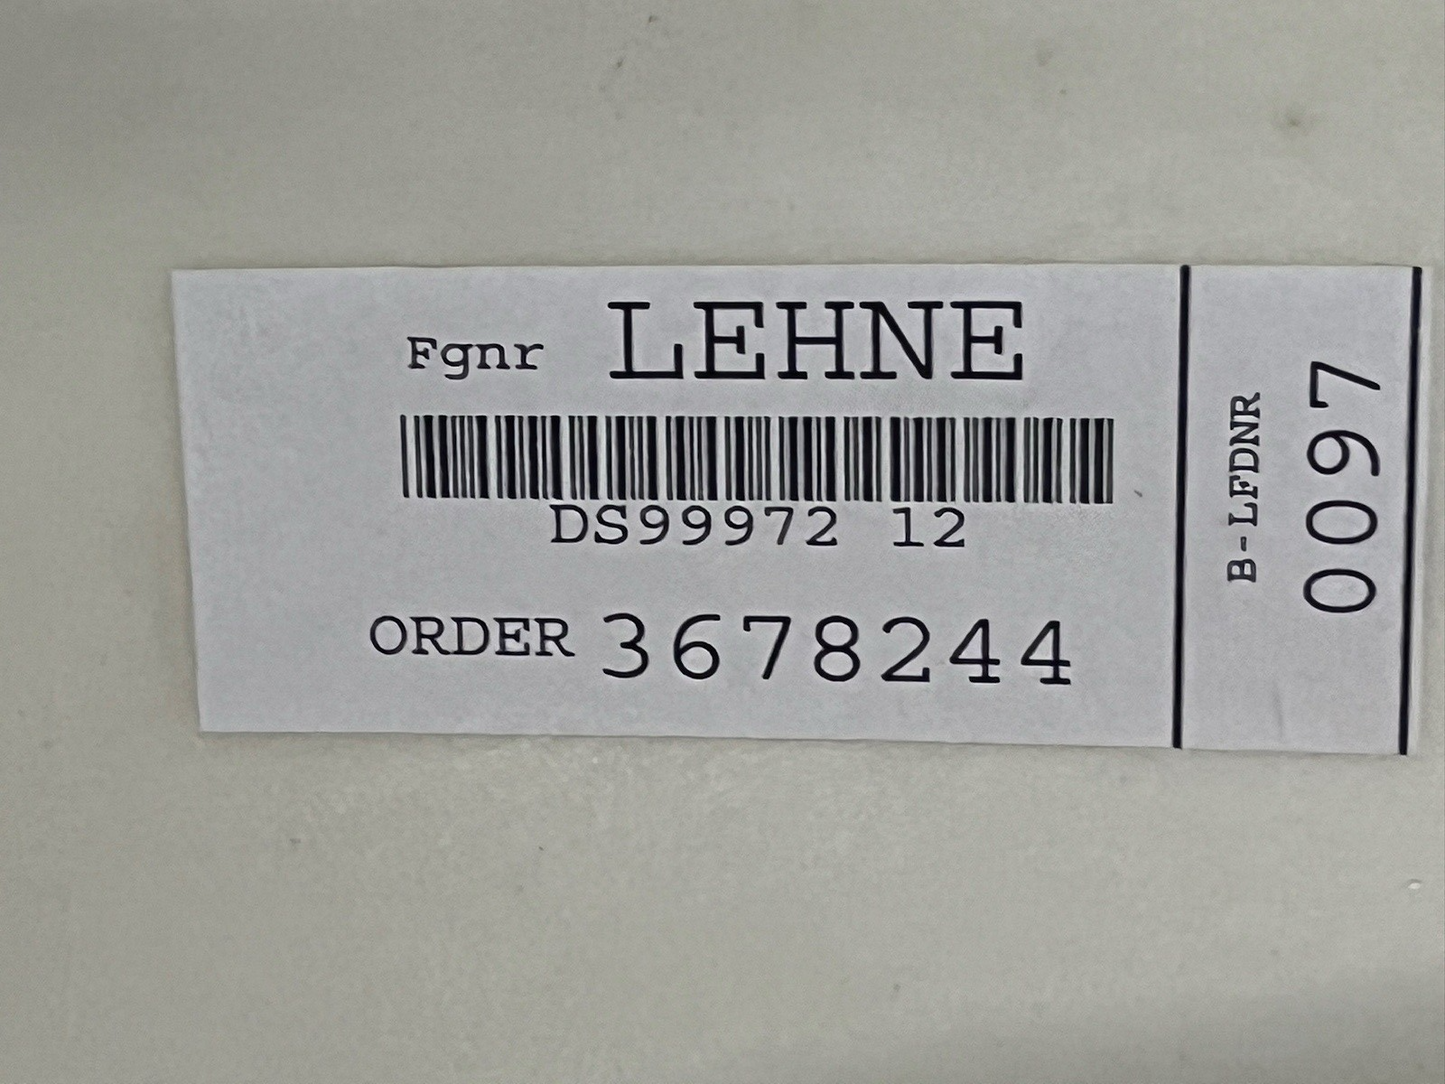 Fgnr LEHNE
DS99972 12
ORDER 3678244
B-LFDNR
0097